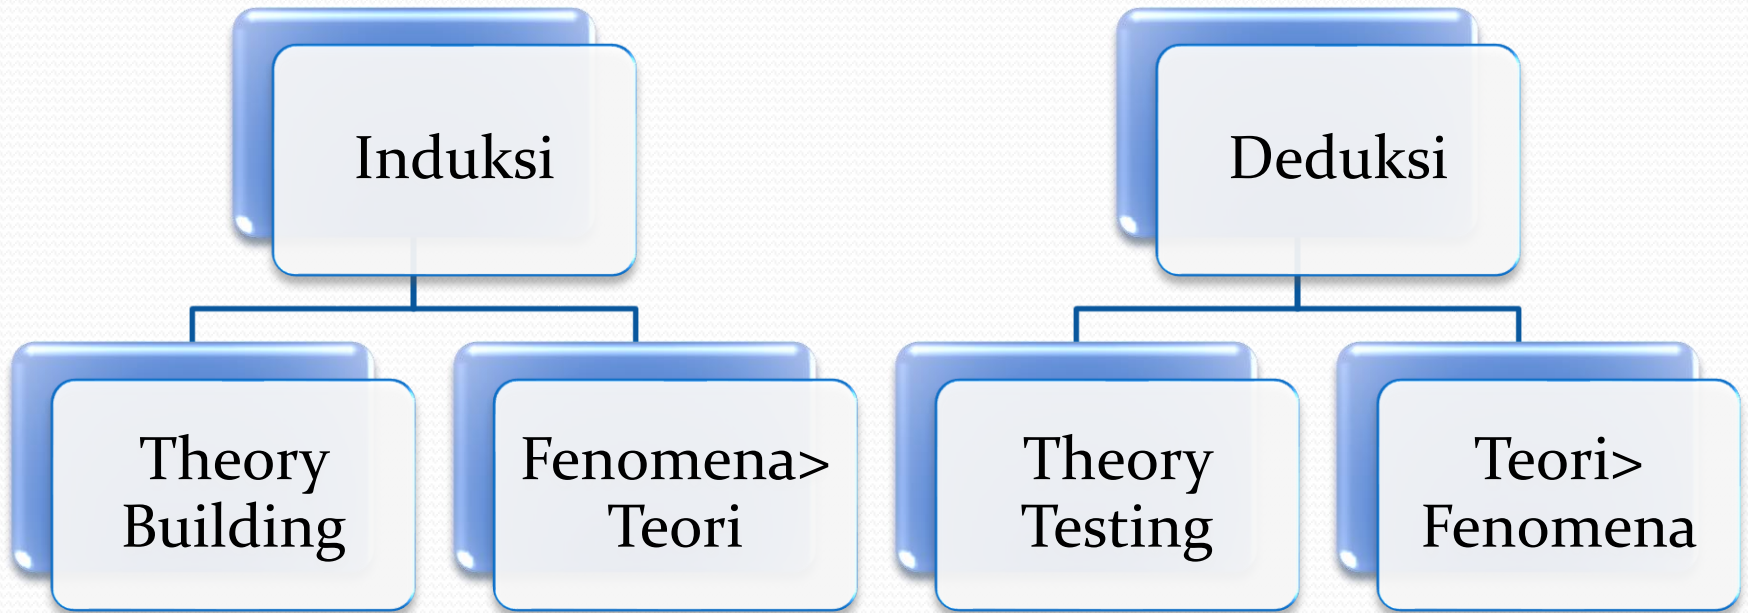 Induksi
Deduksi
Theory
Building
Fenomena>
Teori
Theory
Testing
Teori>
Fenomena